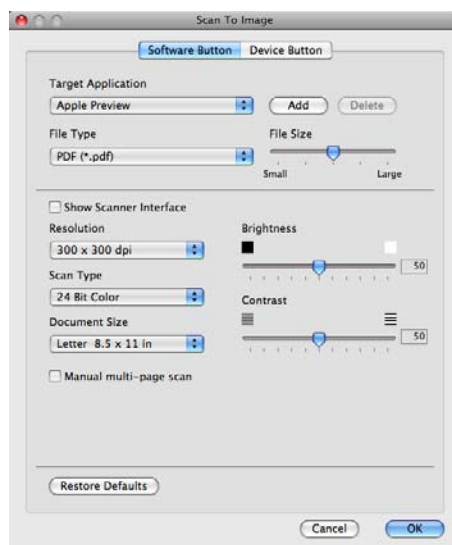 Scan To Image
Software Button Device Button
Target Application
Apple Preview Add Delete
File Type File Size
PDF (*.pdf)
Small Large
Show Scanner Interface
Resolution Brightness
300 x 300 dpi
50
Scan Type
24 Bit Color
Contrast
Document Size
Letter 8.5 x 11 in
50
Manual multi-page scan
Restore Defaults
Cancel OK